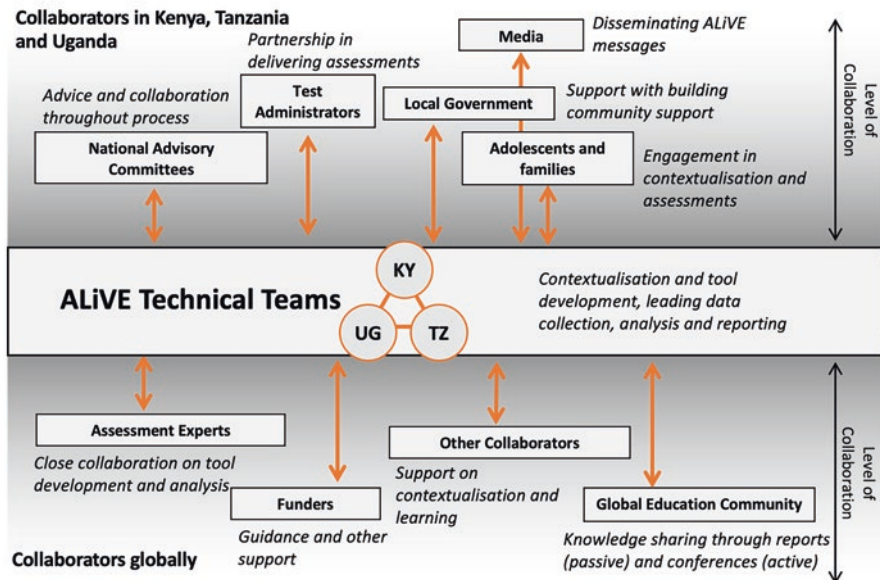 Collaborators in Kenya, Tanzania
and Uganda
Partnership in
delivering assessments
Media
Disseminating ALiVE
messages
Advice and collaboration
throughout process
Test
Administrators
Local Government
Support with building
community support
National Advisory
Committees
Adolescents and
families
Engagement in
contextualisation and
assessments
Level of
Collaboration
ALiVE Technical Teams
KY
UG
TZ
Contextualisation and tool
development, leading data
collection, analysis and reporting
Assessment Experts
Close collaboration on tool
development and analysis
Funders
Guidance and other
support
Other Collaborators
Support on
contextualisation and
learning
Global Education Community
Knowledge sharing through reports
(passive) and conferences (active)
Level of
Collaboration
Collaborators globally